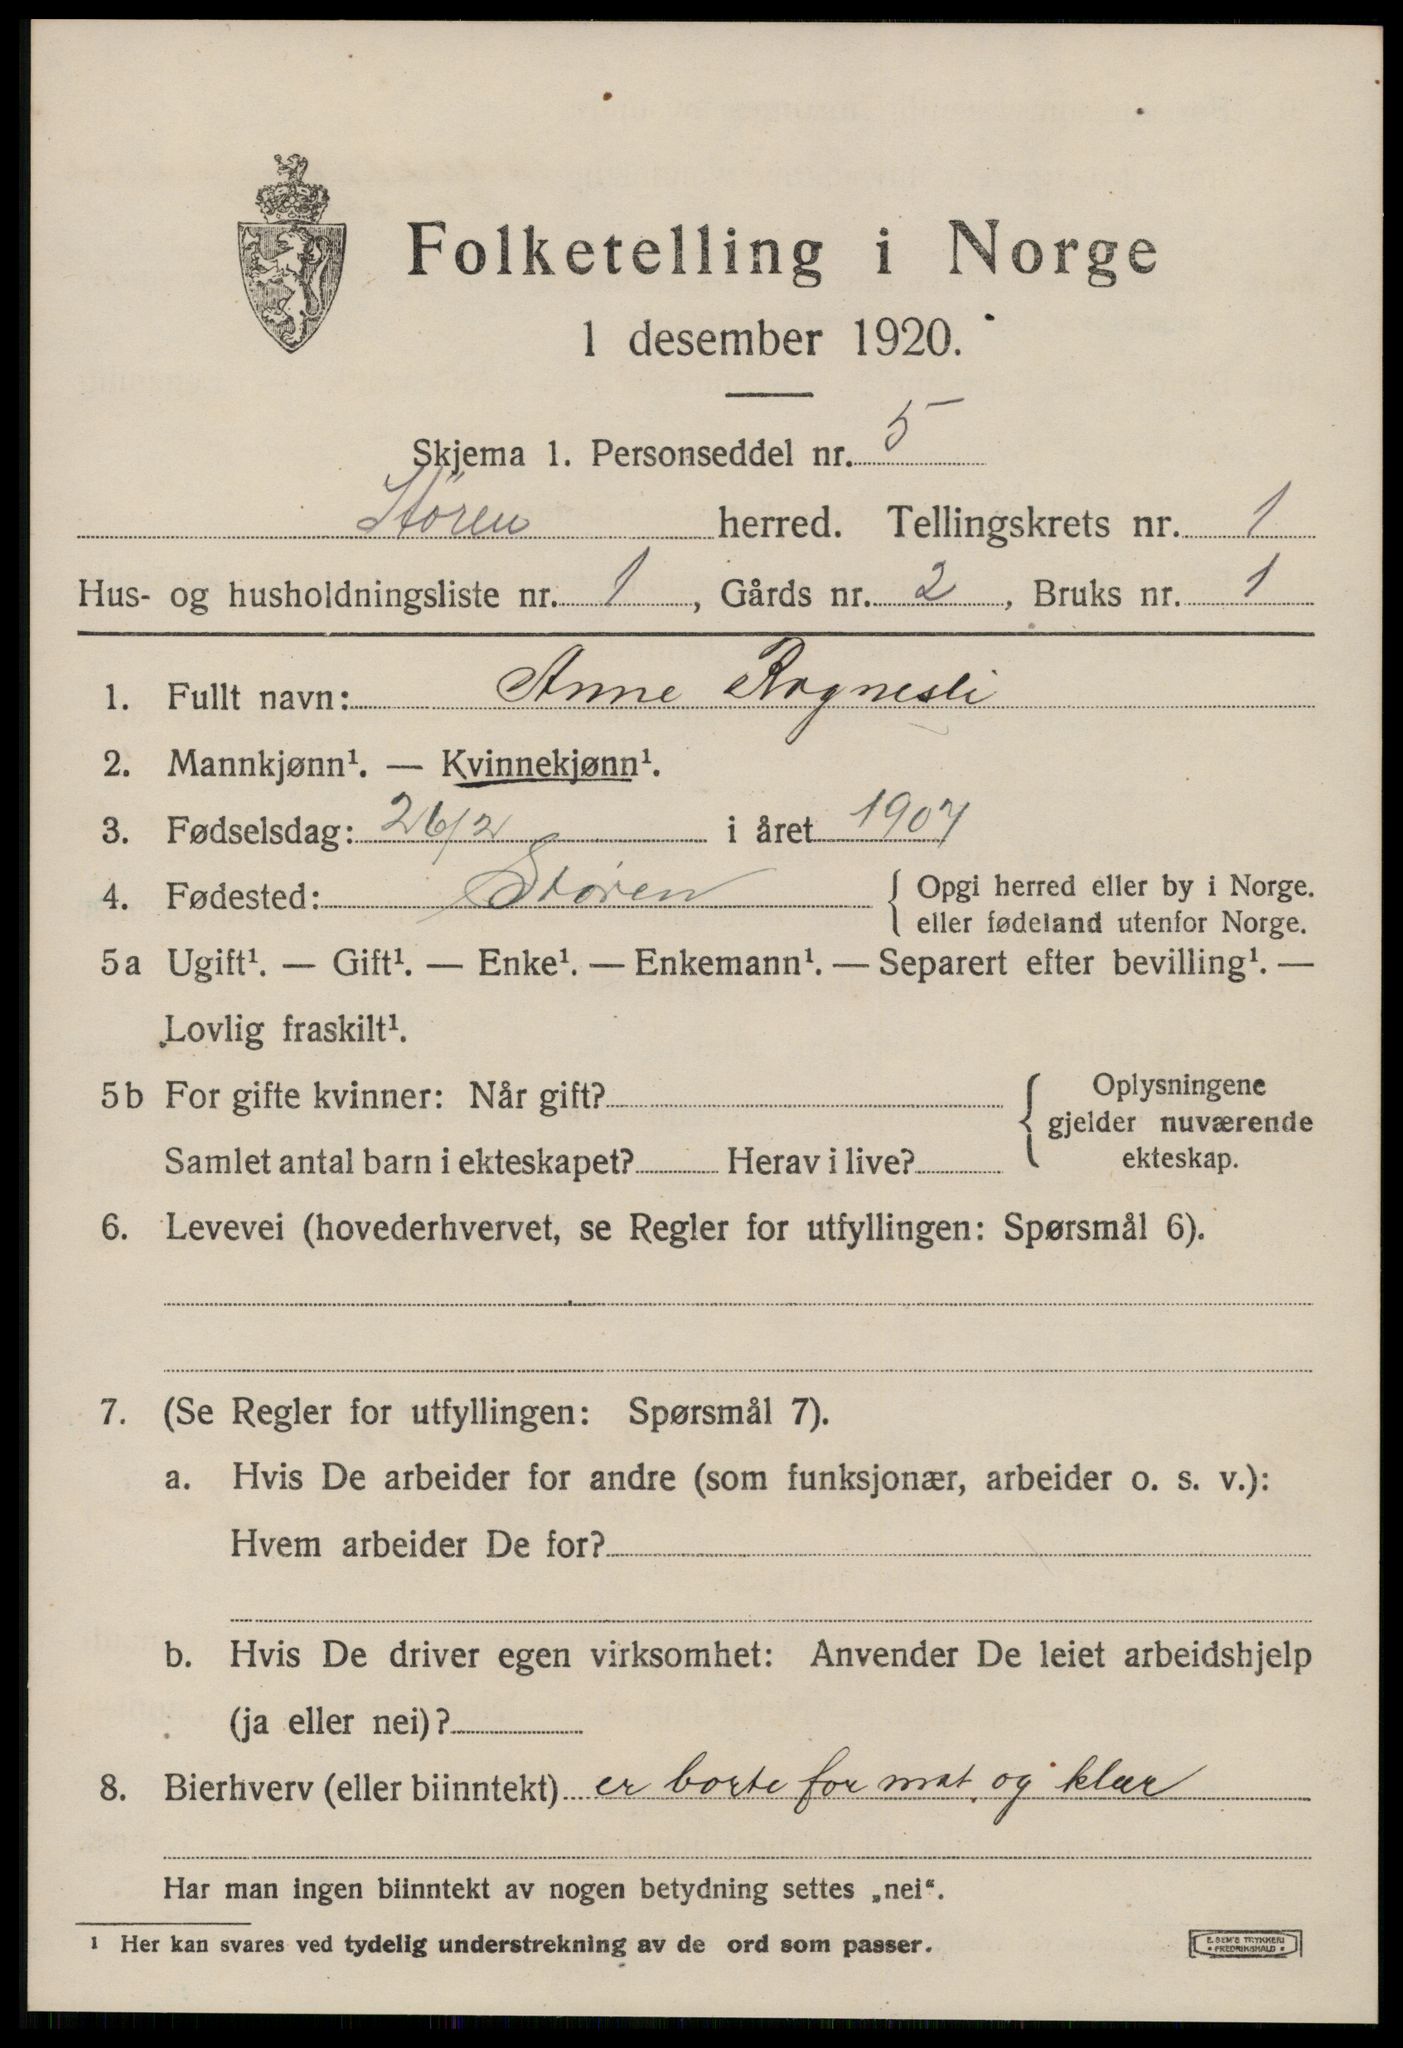 Folketelling i Norge
1 desember 1920.
Skjema 1. Personseddel nr. 5
Støren herred. Tellingskrets nr. 1
Hus- og husholdningsliste nr. 1, Gårds nr. 2, Bruks nr. 1
1. Fullt navn: Anne Rognesli
2. Mannkjønn¹. — Kvinnekjønn¹.
3. Fødselsdag: 26/2 i året 1907
4. Fødested: Støren { Opgi herred eller by i Norge.
eller fødeland utenfor Norge.
5a Ugift¹. — Gift¹. — Enke¹. — Enkemann¹. — Separert efter bevilling¹. —
Lovlig fraskilt¹.
5b For gifte kvinner: Når gift?
Samlet antal barn i ekteskapet? Herav i live?
{ Oplysningene
gjelder nuværende
ekteskap.
6. Levevei (hovederhvervet, se Regler for utfyllingen: Spørsmål 6).
7. (Se Regler for utfyllingen: Spørsmål 7).
a. Hvis De arbeider for andre (som funksjonær, arbeider o. s. v.):
Hvem arbeider De for?
b. Hvis De driver egen virksomhet: Anvender De leiet arbeidshjelp
(ja eller nei)?
8. Bierhverv (eller biinntekt) er borte for mat og klær
Har man ingen biinntekt av nogen betydning settes „nei“.
1 Her kan svares ved tydelig understrekning av de ord som passer.
E. SEM'S TRYKKERI
• FREDRIKSHALD •